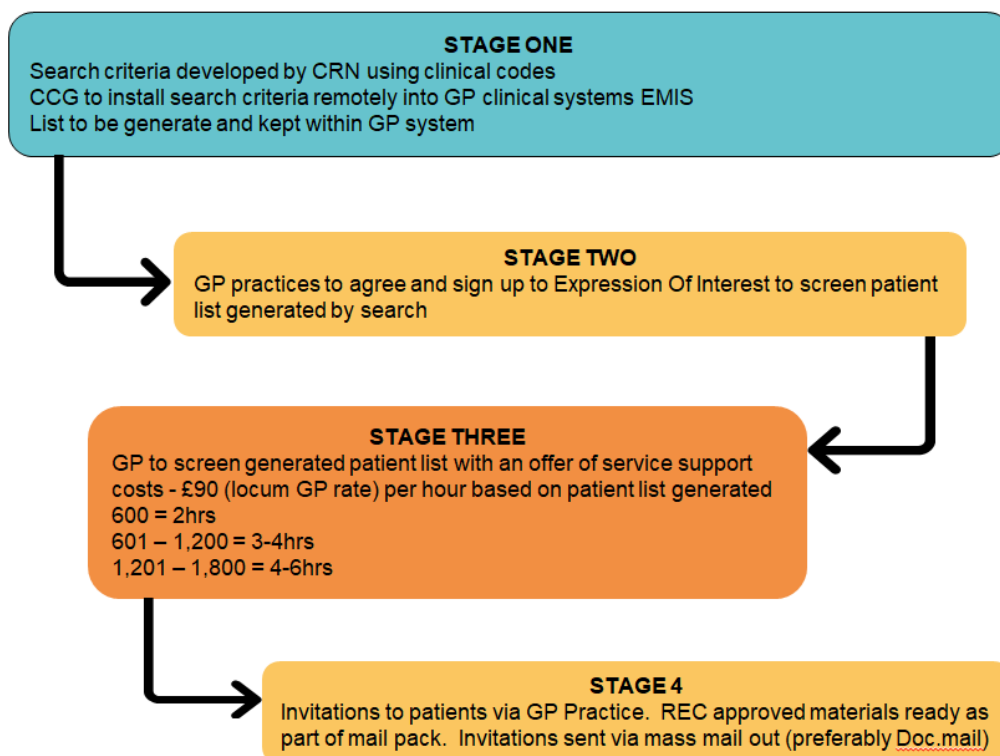 STAGE ONE
Search criteria developed by CRN using clinical codes
CCG to install search criteria remotely into GP clinical systems EMIS
List to be generate and kept within GP system
STAGE TWO
GP practices to agree and sign up to Expression Of Interest to screen patient
list generated by search
STAGE THREE
GP to screen generated patient list with an offer of service support
costs - £90 (locum GP rate) per hour based on patient list generated
600 = 2hrs
601 – 1,200 = 3-4hrs
1,201 – 1,800 = 4-6hrs
STAGE 4
Invitations to patients via GP Practice.  REC approved materials ready as
part of mail pack.  Invitations sent via mass mail out (preferably Doc.mail)